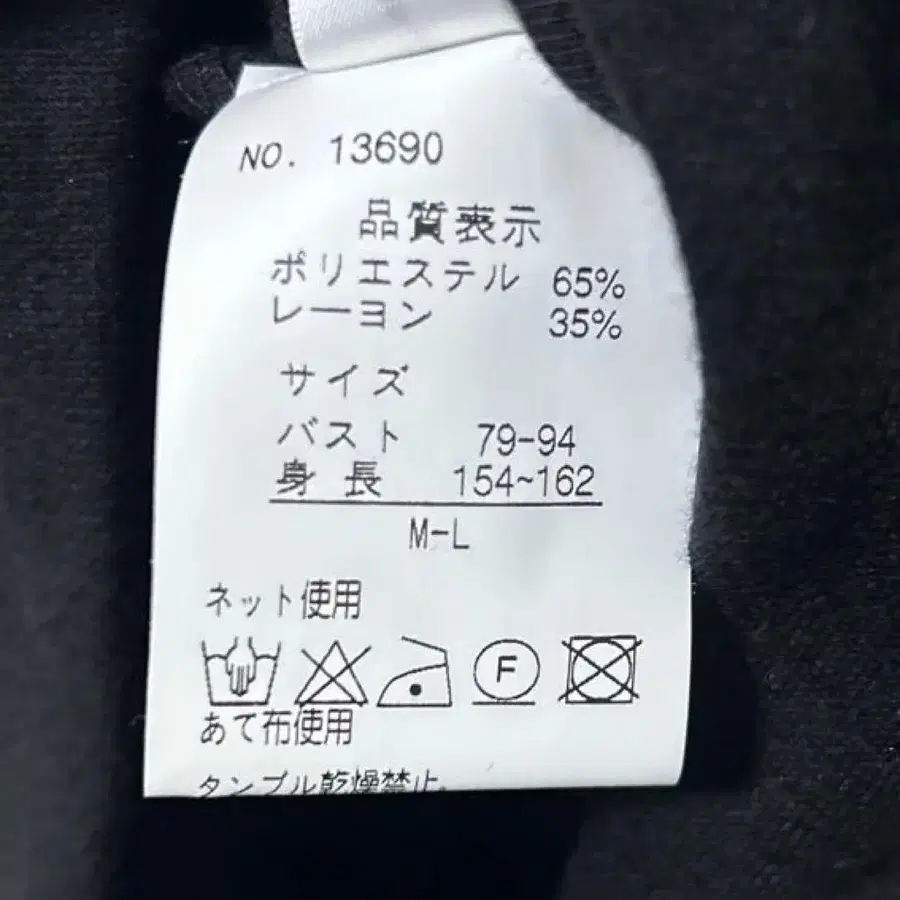 NO. 13690
品質表示
ポリエステル 65%
レーヨン 35%
サイズ
バスト 79-94
身長 154~162
M-L
ネット使用
F
あて布使用
タンブル乾燥禁止。